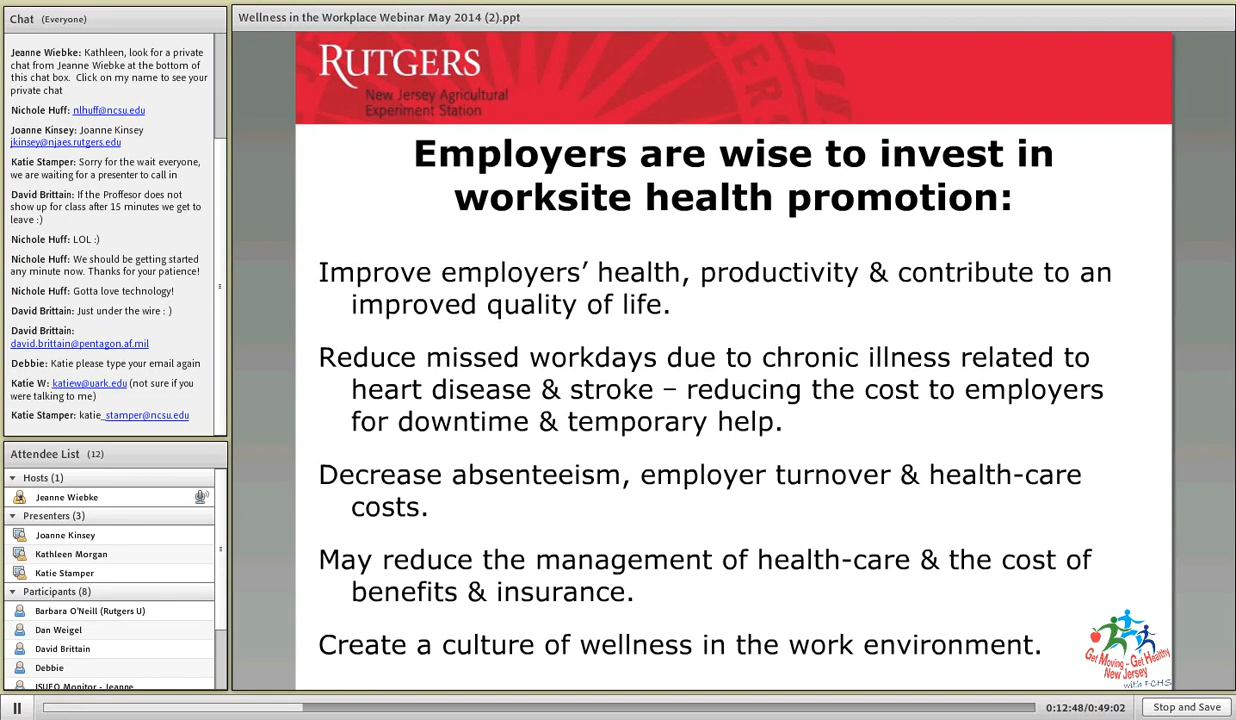 Chat (Everyone)
Jeanne Wiebke: Kathleen, look for a private
chat from Jeanne Wiebke at the bottom of
this chat box. Click on my name to see your
private chat
Nichole Huff: nlhuff@ncsu.edu
Joanne Kinsey: Joanne Kinsey
jkinsey@njaes.rutgers.edu
Katie Stamper: Sorry for the wait everyone,
we are waiting for a presenter to call in
David Brittain: If the Proffesor does not
show up for class after 15 minutes we get to
leave :)
Nichole Huff: LOL :)
Nichole Huff: We should be getting started
any minute now. Thanks for your patience!
Nichole Huff: Gotta love technology!
David Brittain: Just under the wire : )
David Brittain:
david.brittain@pentagon.af.mil
Debbie: Katie please type your email again
Katie W: katiew@uark.edu (not sure if you
were talking to me)
Katie Stamper: katie_stamper@ncsu.edu
Attendee List (12)
Hosts (1)
Jeanne Wiebke
Presenters (3)
Joanne Kinsey
Kathleen Morgan
Katie Stamper
Participants (8)
Barbara O'Neill (Rutgers U)
Dan Weigel
David Brittain
Debbie
ISUEO Monitor - Jeanne
Wellness in the Workplace Webinar May 2014 (2).ppt
RUTGERS
New Jersey Agricultural
Experiment Station
Employers are wise to invest in
worksite health promotion:
Improve employers’ health, productivity & contribute to an
improved quality of life.
Reduce missed workdays due to chronic illness related to
heart disease & stroke – reducing the cost to employers
for downtime & temporary help.
Decrease absenteeism, employer turnover & health-care
costs.
May reduce the management of health-care & the cost of
benefits & insurance.
Create a culture of wellness in the work environment.
Get Moving - Get Healthy
New Jersey
with FCHS
0:12:48/0:49:02
Stop and Save